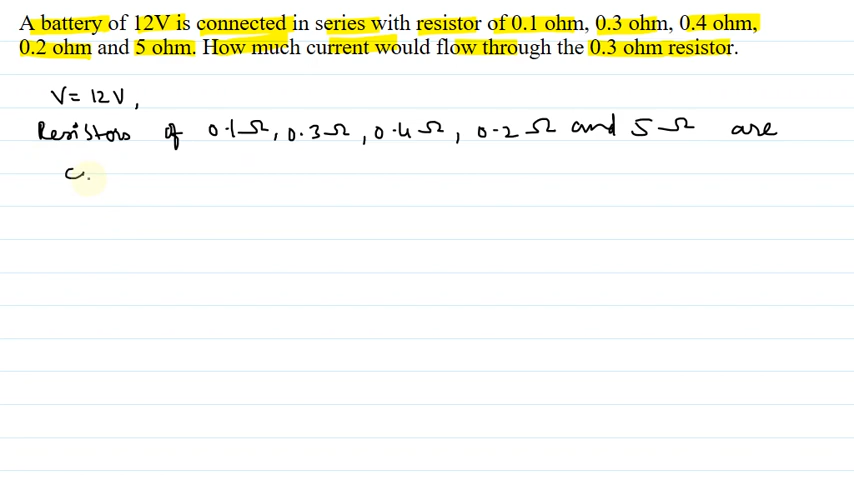 A battery of 12V is connected in series with resistor of 0.1 ohm, 0.3 ohm, 0.4 ohm,
0.2 ohm and 5 ohm. How much current would flow through the 0.3 ohm resistor.
V= 12V,
Resistors of 0.1Ω, 0.3Ω, 0.4Ω, 0.2Ω and 5Ω are